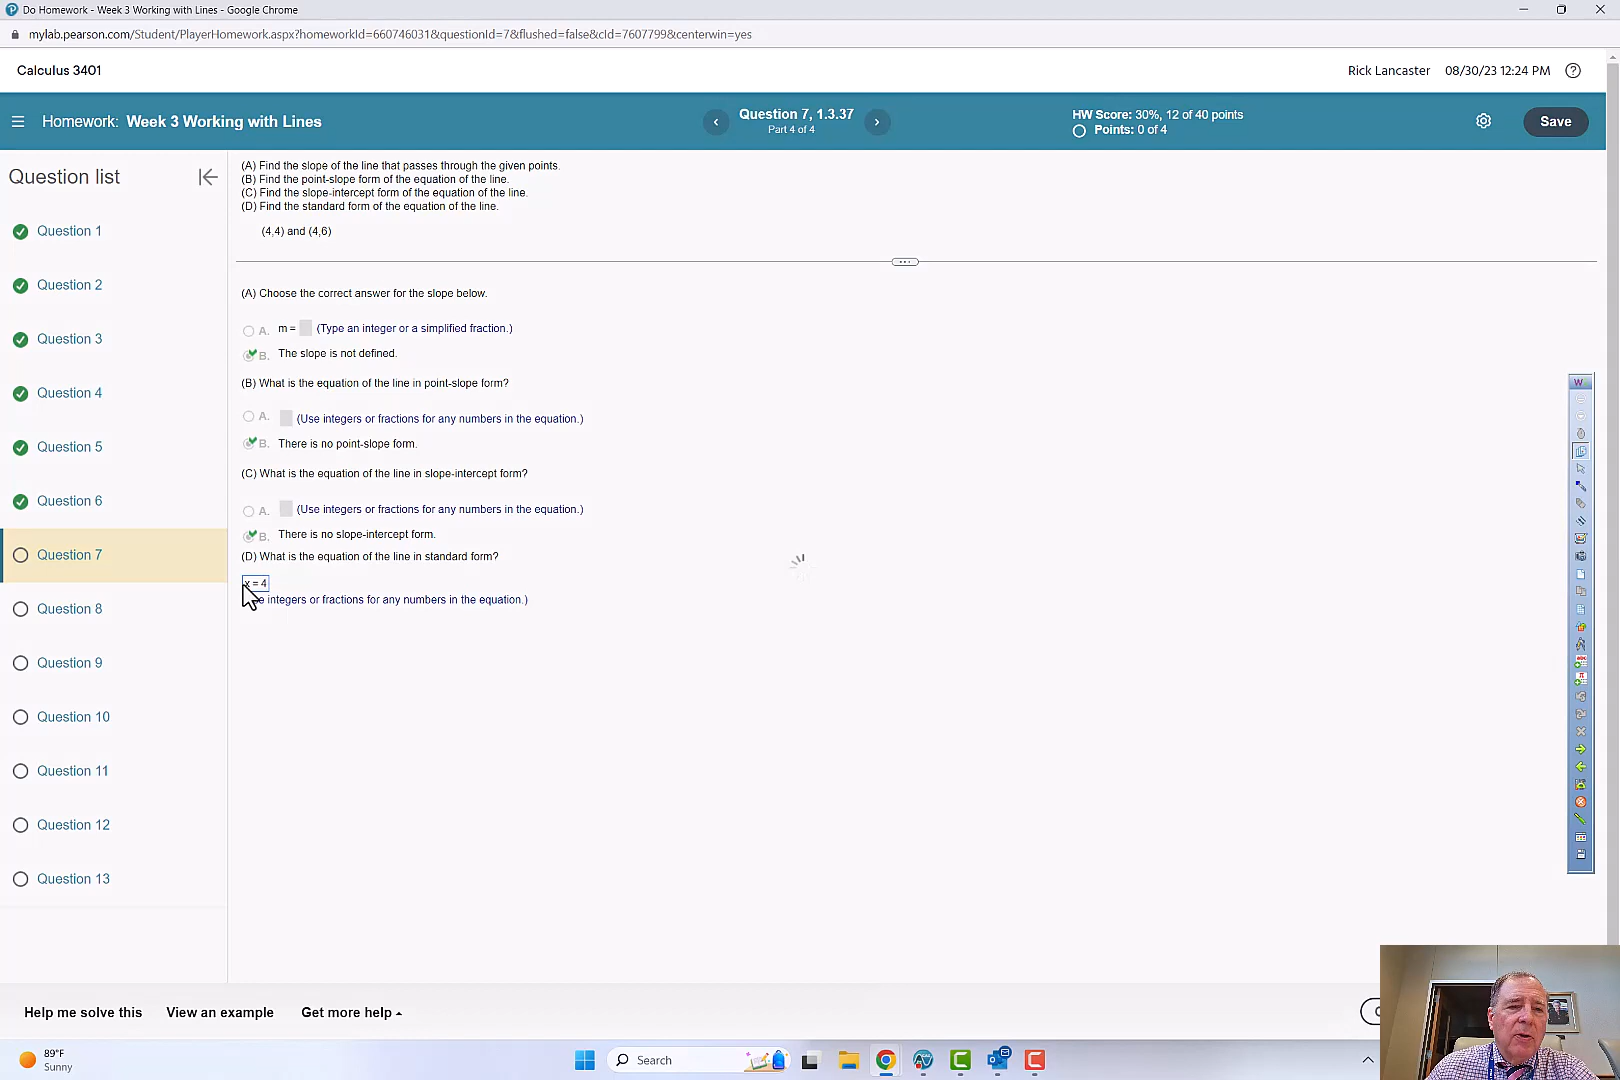 Do Homework - Week 3 Working with Lines - Google Chrome
mylab.pearson.com/Student/PlayerHomework.aspx?homeworkId=660746031&questionId=7&flushed=false&cId=7607799&centerwin=yes
Calculus 3401
Rick Lancaster 08/30/23 12:24 PM
Homework: Week 3 Working with Lines
Question 7, 1.3.37
Part 4 of 4
HW Score: 30%, 12 of 40 points
Points: 0 of 4
Save
Question list
Question 1
Question 2
Question 3
Question 4
Question 5
Question 6
Question 7
Question 8
Question 9
Question 10
Question 11
Question 12
Question 13
(A) Find the slope of the line that passes through the given points.
(B) Find the point-slope form of the equation of the line.
(C) Find the slope-intercept form of the equation of the line.
(D) Find the standard form of the equation of the line.
(4,4) and (4,6)
(A) Choose the correct answer for the slope below.
A. m = (Type an integer or a simplified fraction.)
B. The slope is not defined.
(B) What is the equation of the line in point-slope form?
A. (Use integers or fractions for any numbers in the equation.)
B. There is no point-slope form.
(C) What is the equation of the line in slope-intercept form?
A. (Use integers or fractions for any numbers in the equation.)
B. There is no slope-intercept form.
(D) What is the equation of the line in standard form?
x = 4
integers or fractions for any numbers in the equation.)
W
Help me solve this
View an example
Get more help
89°F
Sunny
Search